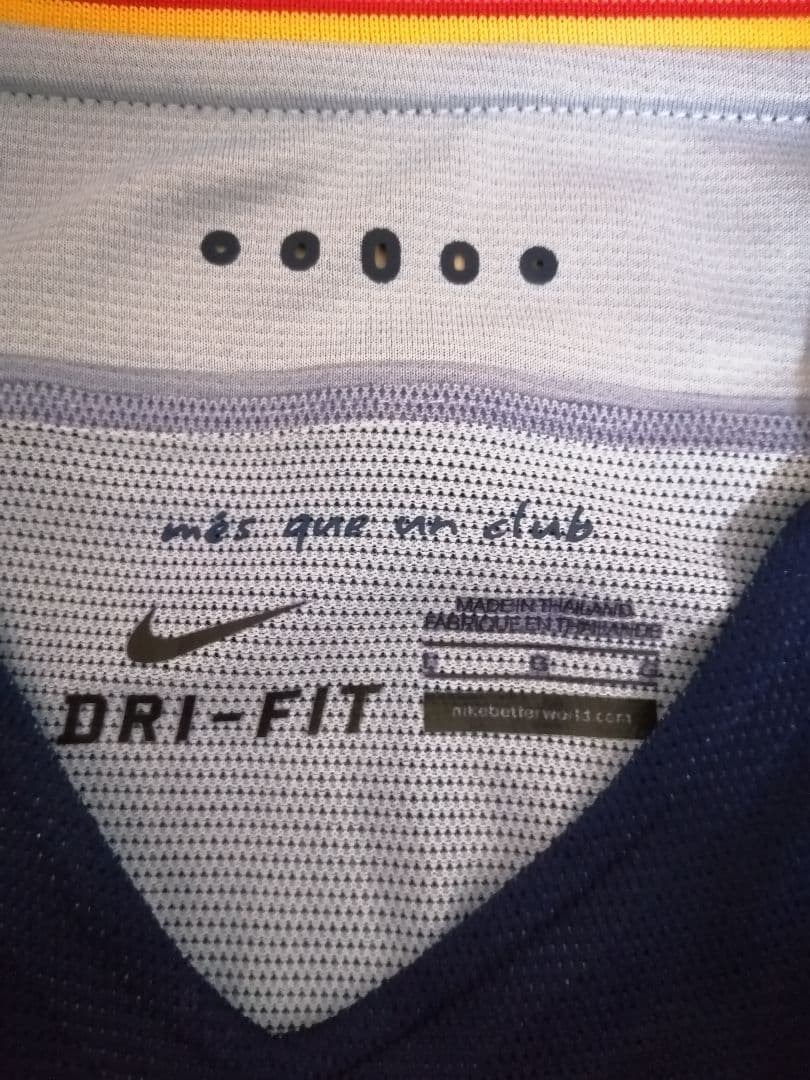 més que un club
MADE IN THAILAND
FABRIQUE EN THAILANDE
DRI-FIT
nikebetterworld.com